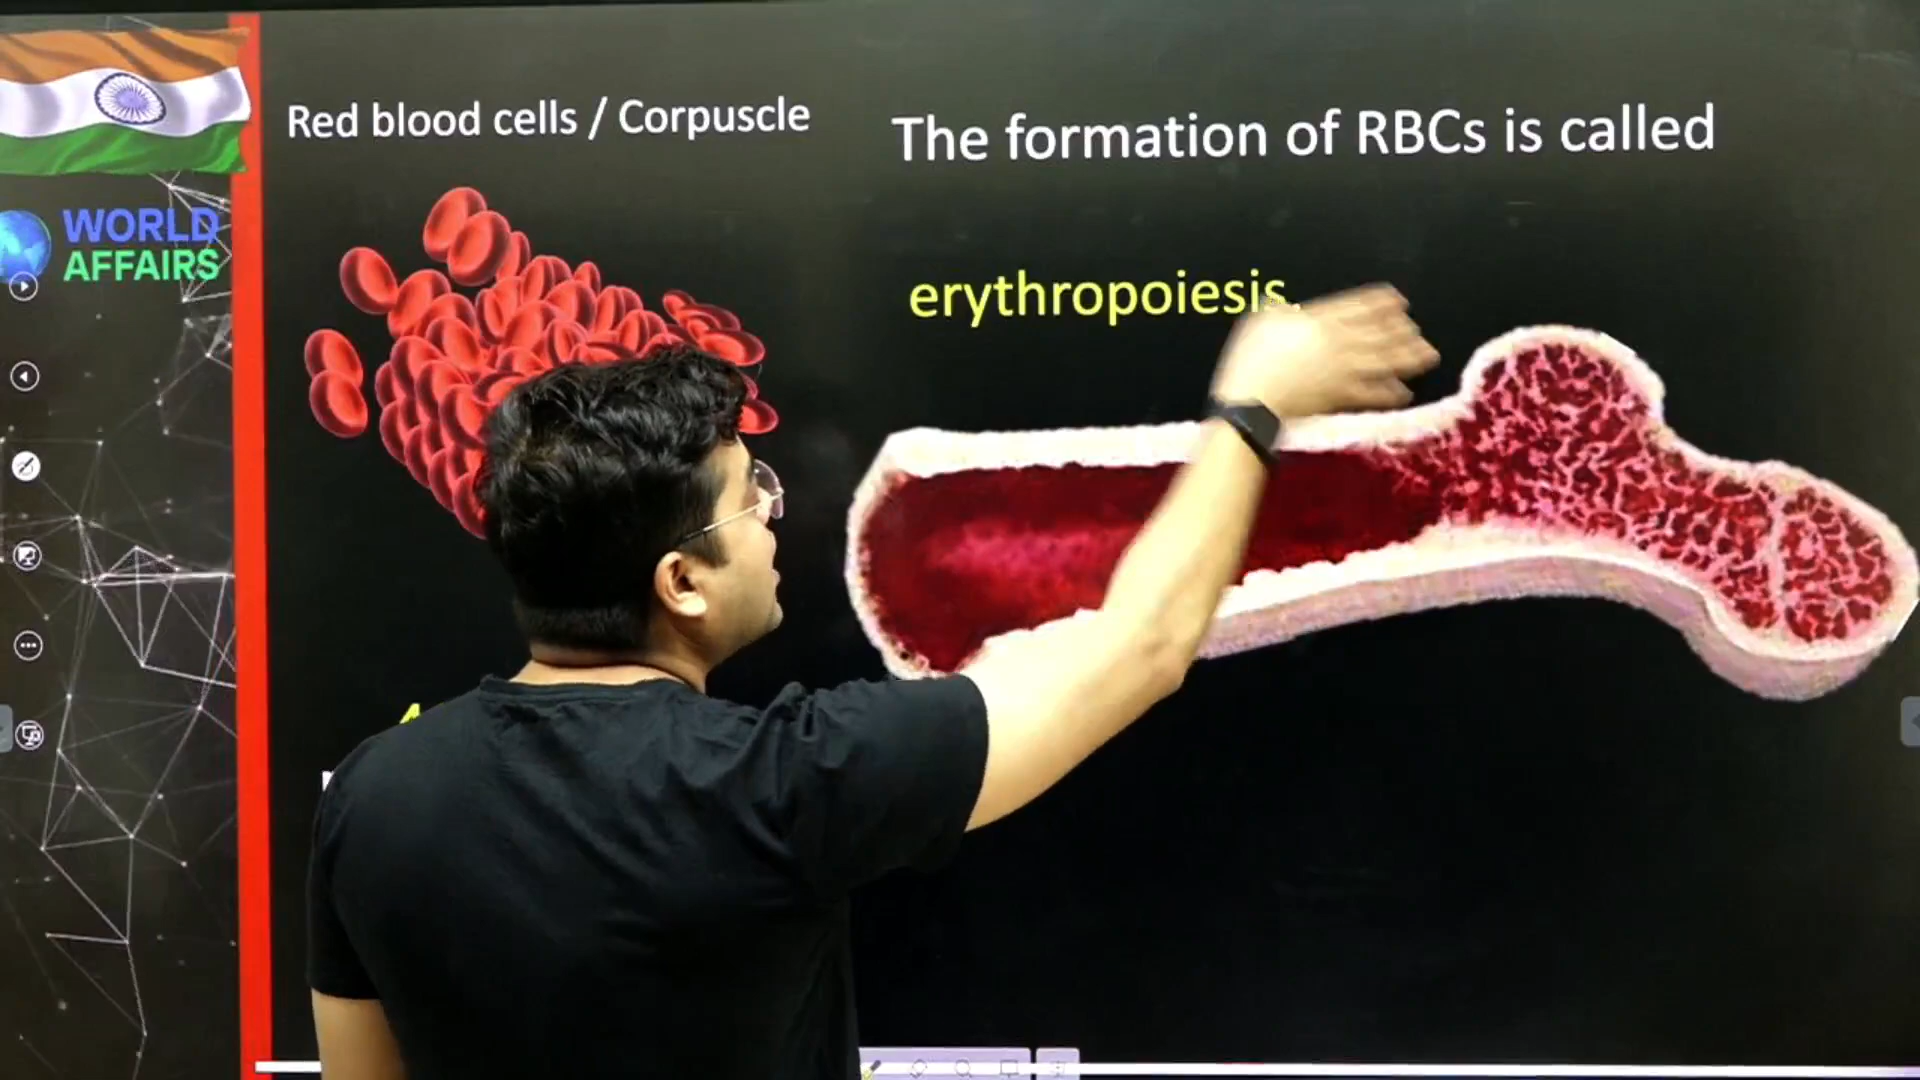 WORLD
AFFAIRS
Red blood cells / Corpuscle
The formation of RBCs is called
erythropoiesis.